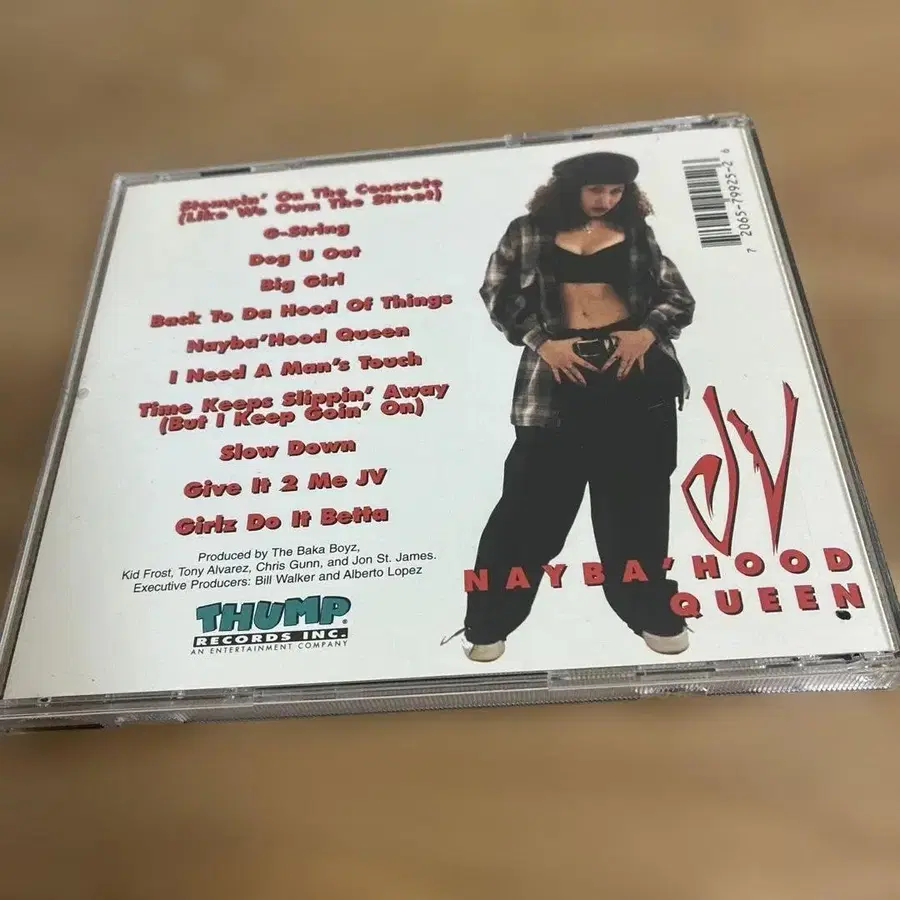 Stompin' On The Concrete
(Like We Own The Street)
G-String
Dog U Out
Big Girl
Back To Da Hood Of Things
Nayba'Hood Queen
I Need A Man's Touch
Time Keeps Slippin' Away
(But I Keep Goin' On)
Slow Down
Give It 2 Me JV
Girlz Do It Betta
Produced by The Baka Boyz,
Kid Frost, Tony Alvarez, Chris Gunn, and Jon St. James.
Executive Producers: Bill Walker and Alberto Lopez
THUMP®
RECORDS INC.
AN ENTERTAINMENT COMPANY
7 2065-79925-2 6
JV
NAYBA'HOOD
QUEEN